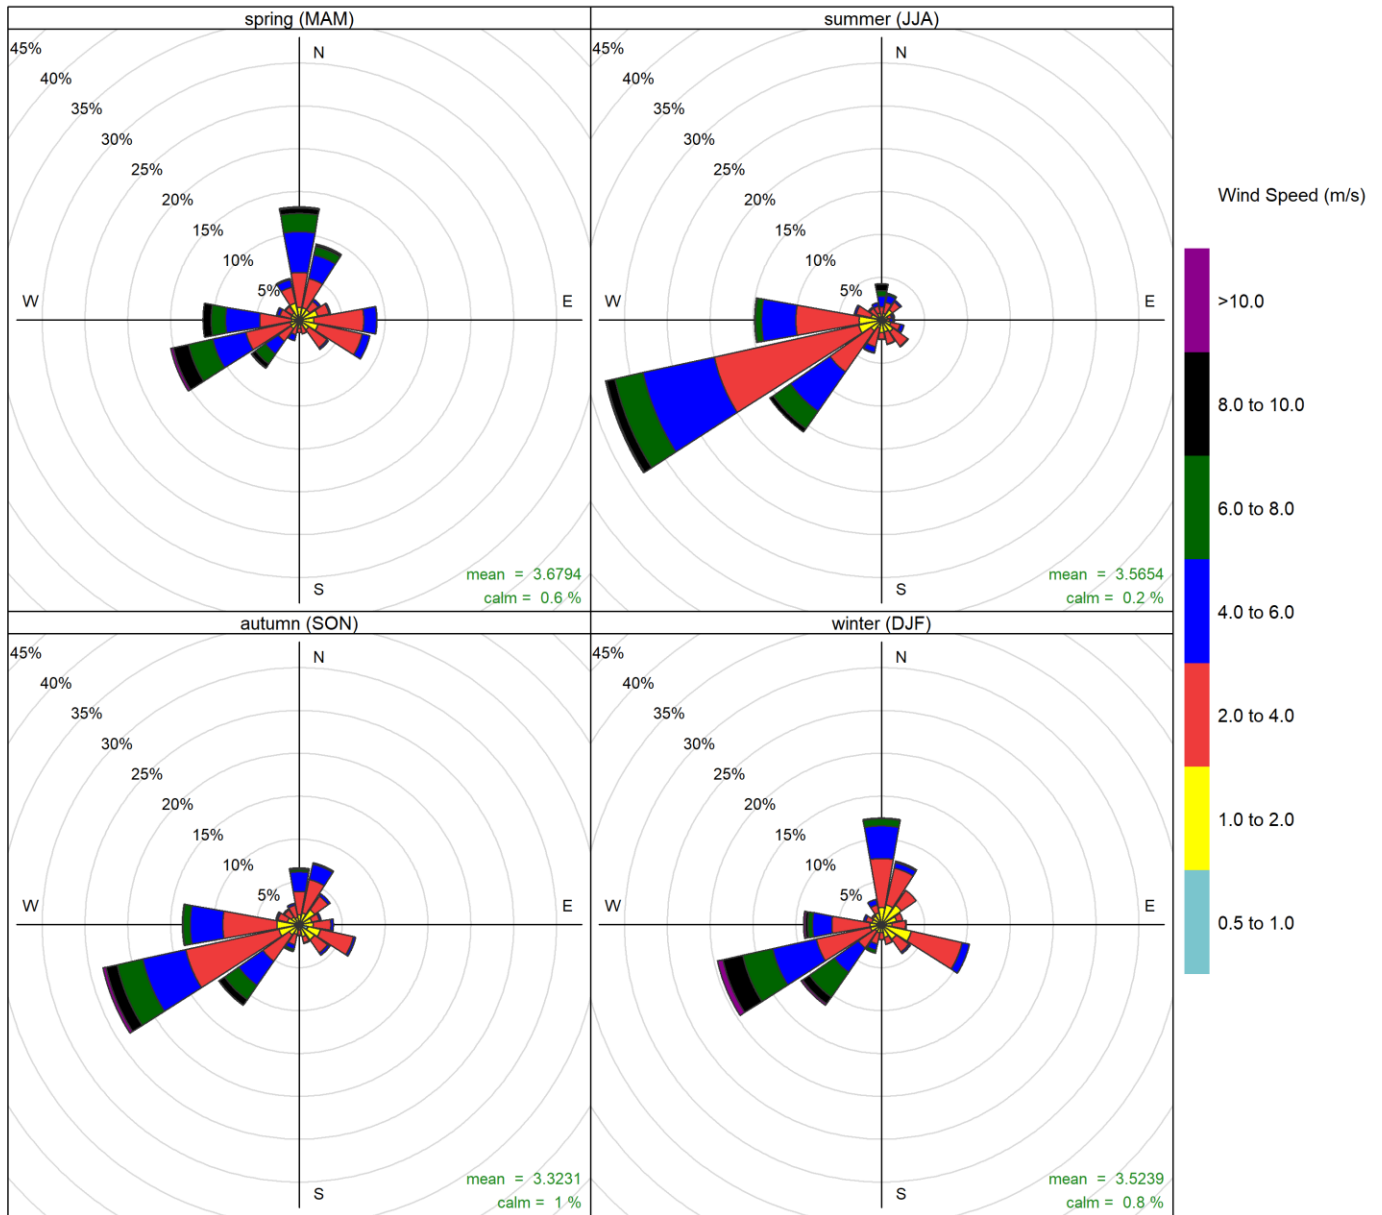 spring (MAM)
45%
40%
35%
30%
25%
20%
15%
10%
5%
N
W
E
S
mean = 3.6794
calm = 0.6 %
summer (JJA)
45%
40%
35%
30%
25%
20%
15%
10%
5%
N
W
E
S
mean = 3.5654
calm = 0.2 %
autumn (SON)
45%
40%
35%
30%
25%
20%
15%
10%
5%
N
W
E
S
mean = 3.3231
calm = 1 %
winter (DJF)
45%
40%
35%
30%
25%
20%
15%
10%
5%
N
W
E
S
mean = 3.5239
calm = 0.8 %
Wind Speed (m/s)
>10.0
8.0 to 10.0
6.0 to 8.0
4.0 to 6.0
2.0 to 4.0
1.0 to 2.0
0.5 to 1.0